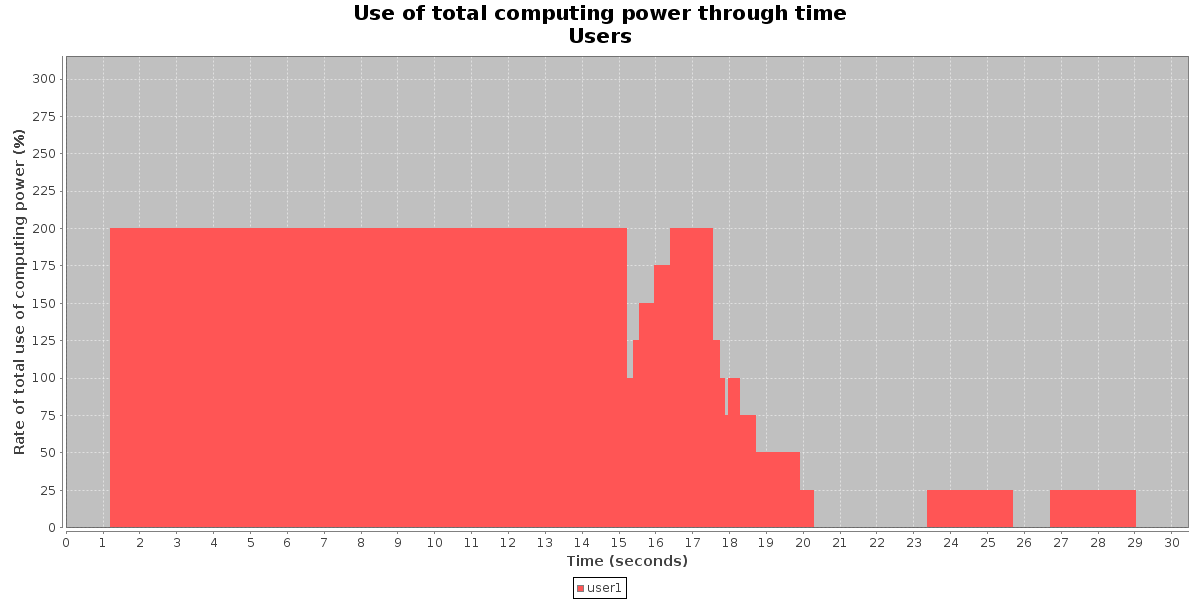 Use of total computing power through time
Users
Rate of total use of computing power (%)
300
275
250
225
200
175
150
125
100
75
50
25
0
0 1 2 3 4 5 6 7 8 9 10 11 12 13 14 15 16 17 18 19 20 21 22 23 24 25 26 27 28 29 30
Time (seconds)
user1